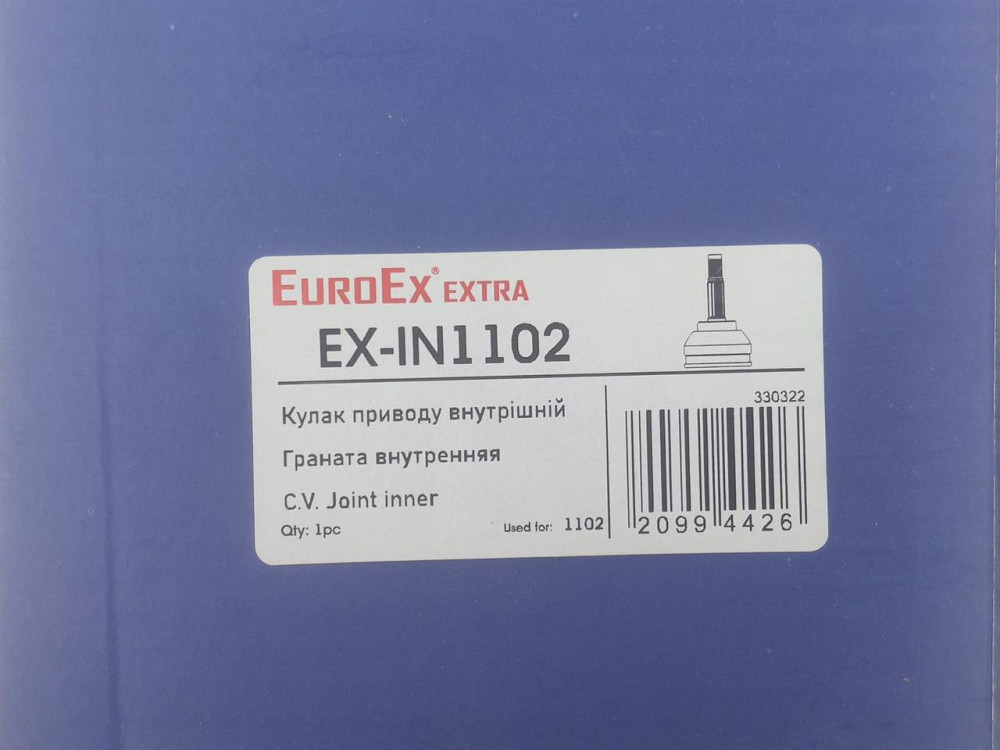 EUROEX® EXTRA
EX-IN1102
330322
Кулак приводу внутрішній
Граната внутренняя
C.V. Joint inner
Qty: 1pc
Used for: 1102
2099 4426